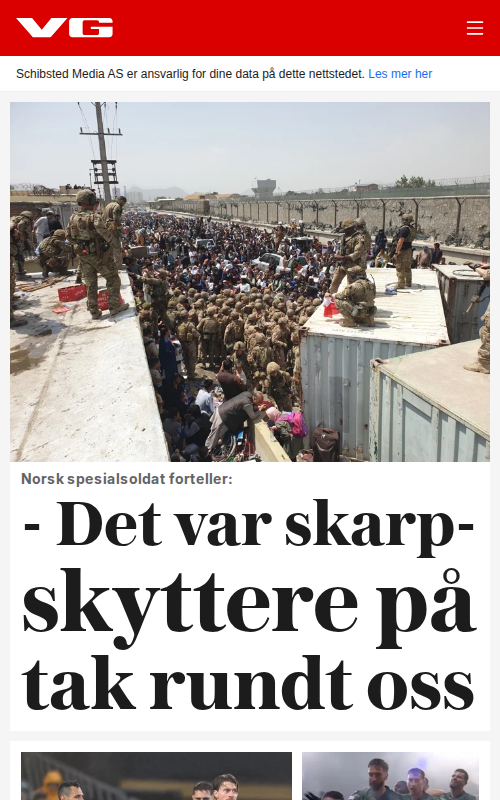 VG
Schibsted Media AS er ansvarlig for dine data på dette nettstedet. Les mer her
Norsk spesialsoldat forteller:
- Det var skarp-
skyttere på
tak rundt oss